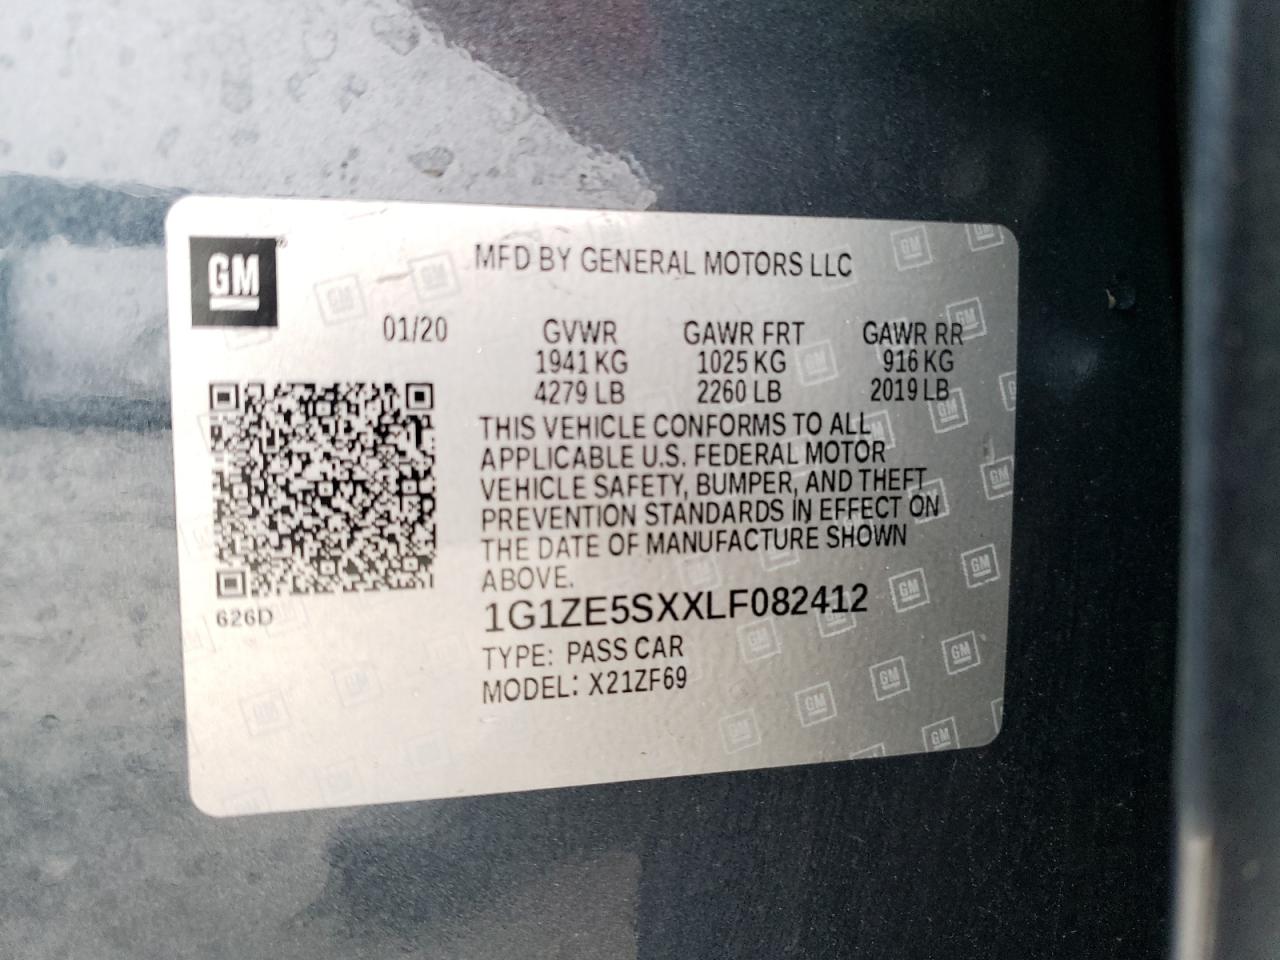 GM®
MFD BY GENERAL MOTORS LLC
01/20 GVWR GAWR FRT GAWR RR
1941 KG 1025 KG 916 KG
4279 LB 2260 LB 2019 LB
THIS VEHICLE CONFORMS TO ALL
APPLICABLE U.S. FEDERAL MOTOR
VEHICLE SAFETY, BUMPER, AND THEFT
PREVENTION STANDARDS IN EFFECT ON
THE DATE OF MANUFACTURE SHOWN
ABOVE.
626D
1G1ZE5SXXLF082412
TYPE: PASS CAR
MODEL: X21ZF69